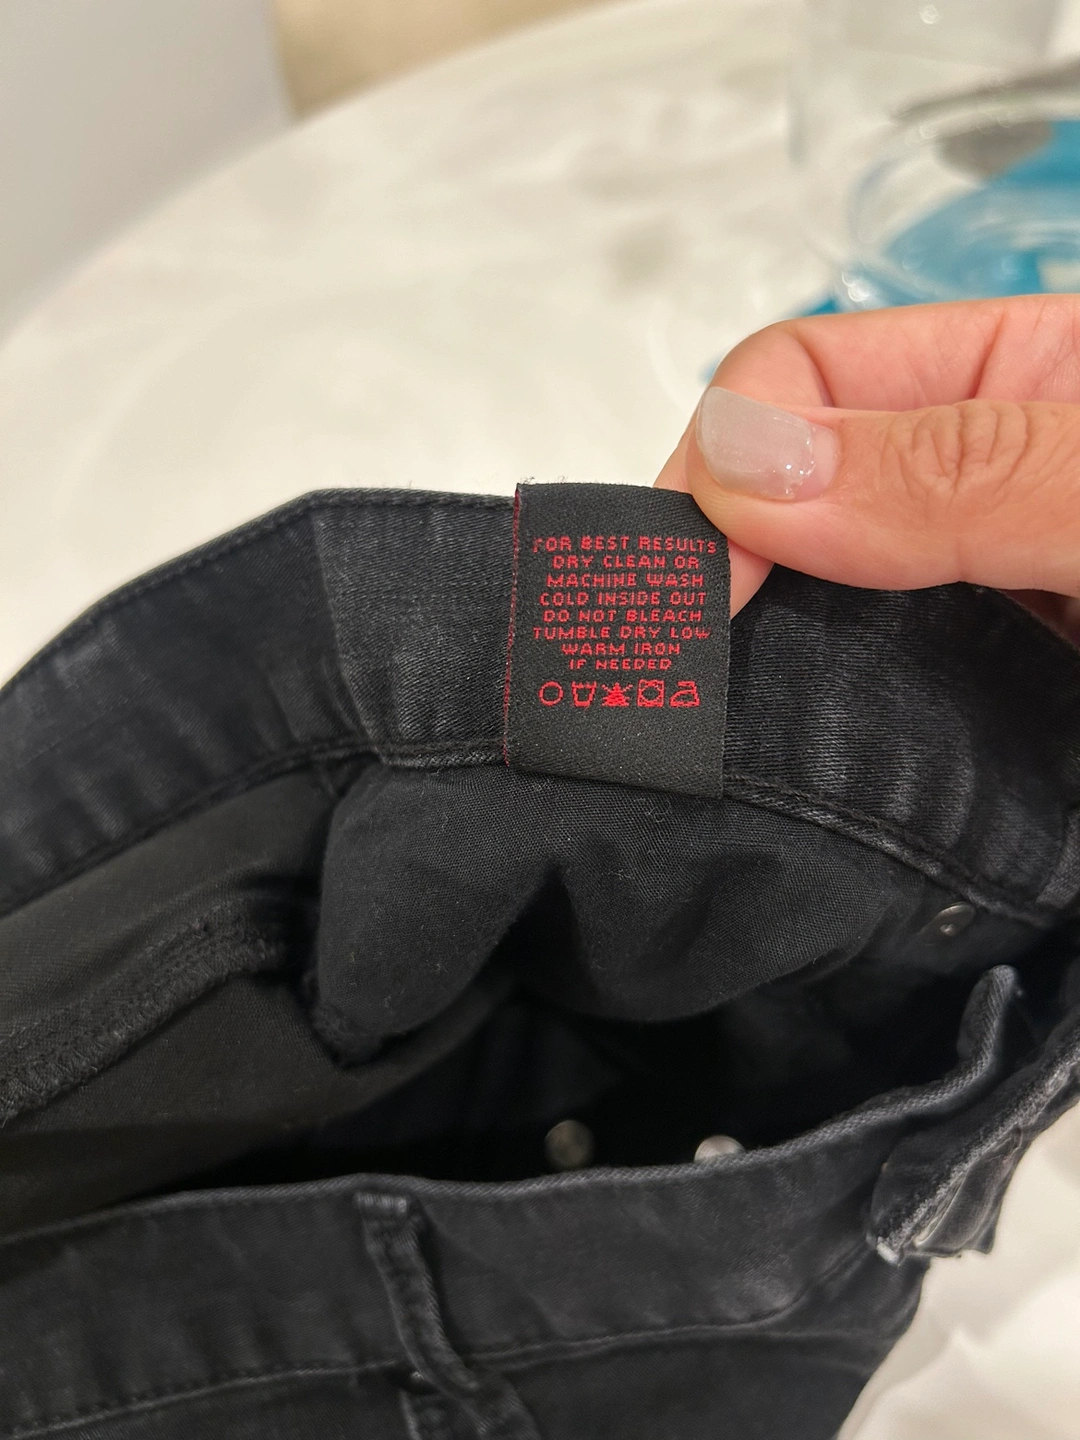 FOR BEST RESULTS
DRY CLEAN OR
MACHINE WASH
COLD INSIDE OUT
DO NOT BLEACH
TUMBLE DRY LOW
WARM IRON
IF NEEDED